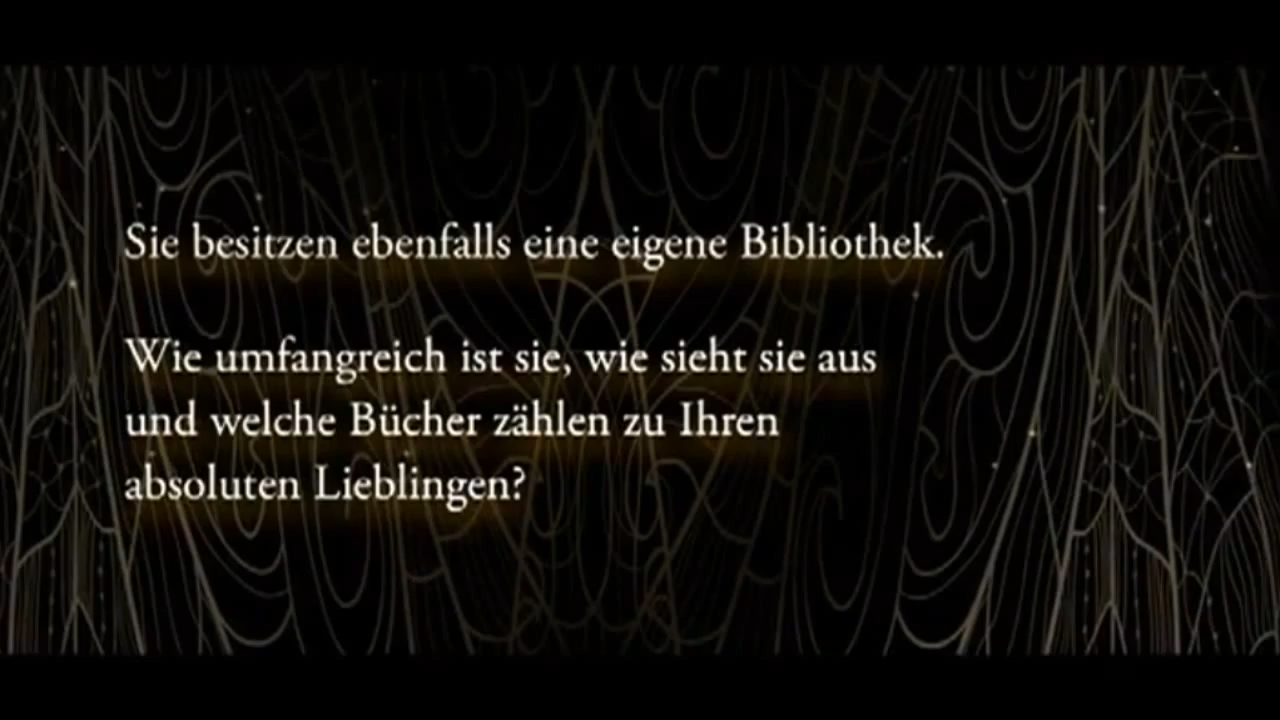 Sie besitzen ebenfalls eine eigene Bibliothek.
Wie umfangreich ist sie, wie sieht sie aus
und welche Bücher zählen zu Ihren
absoluten Lieblingen?